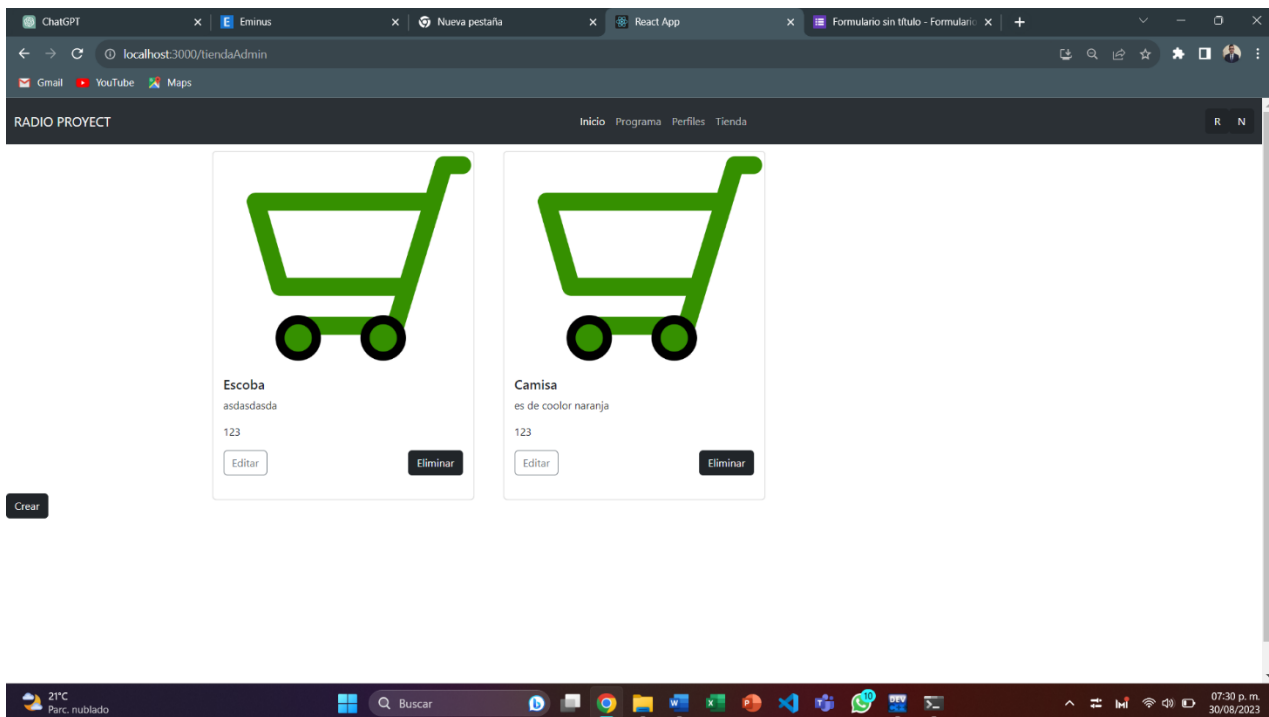 ChatGPT
Eminus
Nueva pestaña
React App
Formulario sin título - Formulario
localhost:3000/tiendaAdmin
Gmail YouTube Maps
RADIO PROYECT Inicio Programa Perfiles Tienda R N
Escoba
asdasdasda
123
Editar Eliminar
Camisa
es de coolor naranja
123
Editar Eliminar
Crear
21°C
Parc. nublado
Buscar
10
07:30 p. m.
30/08/2023